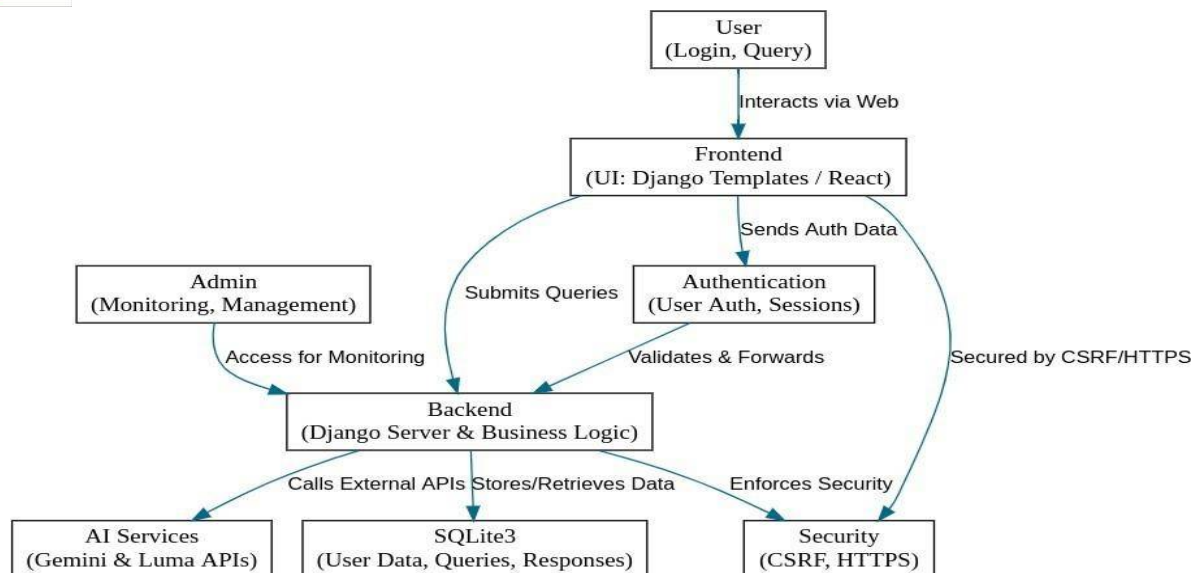 User
(Login, Query)
Interacts via Web
Frontend
(UI: Django Templates / React)
Sends Auth Data
Admin
(Monitoring, Management)
Submits Queries
Authentication
(User Auth, Sessions)
Access for Monitoring
Validates & Forwards
Secured by CSRF/HTTPS
Backend
(Django Server & Business Logic)
Calls External APIs
Stores/Retrieves Data
Enforces Security
AI Services
(Gemini & Luma APIs)
SQLite3
(User Data, Queries, Responses)
Security
(CSRF, HTTPS)